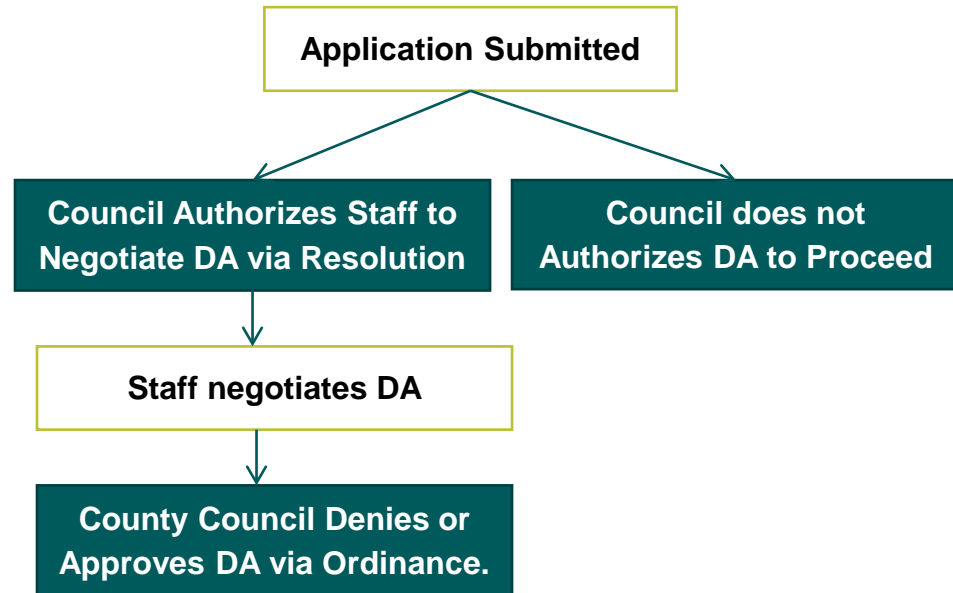 Application Submitted
Council Authorizes Staff to
Negotiate DA via Resolution
Council does not
Authorizes DA to Proceed
Staff negotiates DA
County Council Denies or
Approves DA via Ordinance.